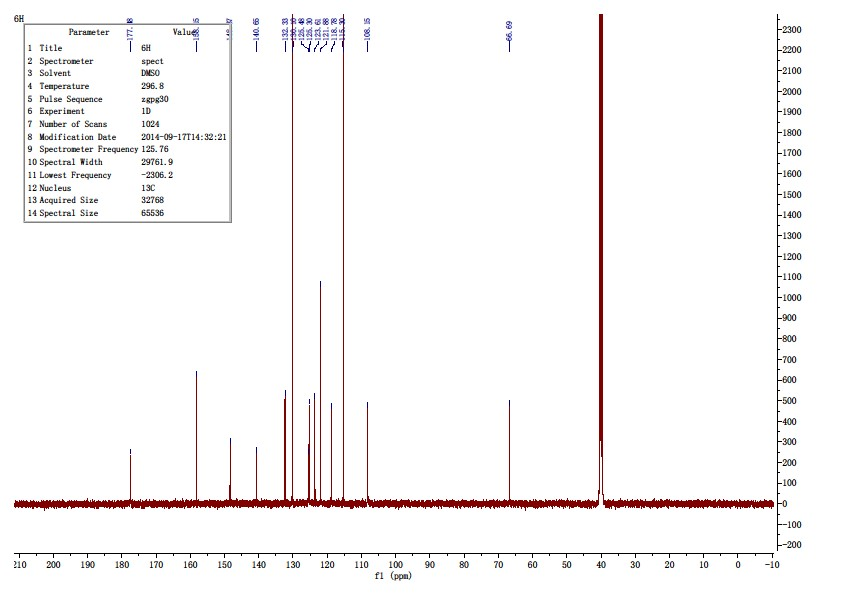 6H
Parameter Value
1 Title 6H
2 Spectrometer spect
3 Solvent DMSO
4 Temperature 296.8
5 Pulse Sequence zgpg30
6 Experiment 1D
7 Number of Scans 1024
8 Modification Date 2014-09-17T14:32:21
9 Spectrometer Frequency 125.76
10 Spectral Width 29761.9
11 Lowest Frequency -2306.2
12 Nucleus 13C
13 Acquired Size 32768
14 Spectral Size 65536
140.65
132.33
125.48
125.30
123.61
121.88
118.78
115.30
108.15
66.69
2300
2200
2100
2000
1900
1800
1700
1600
1500
1400
1300
1200
1100
1000
900
800
700
600
500
400
300
200
100
0
-100
-200
210 200 190 180 170 160 150 140 130 120 110 100 90 80 70 60 50 40 30 20 10 0 -10
f1 (ppm)